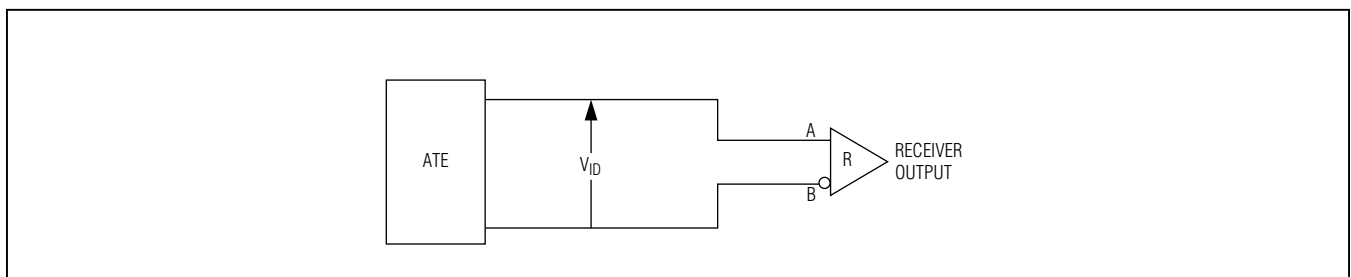 ATE
V_ID
A
B
R
RECEIVER
OUTPUT